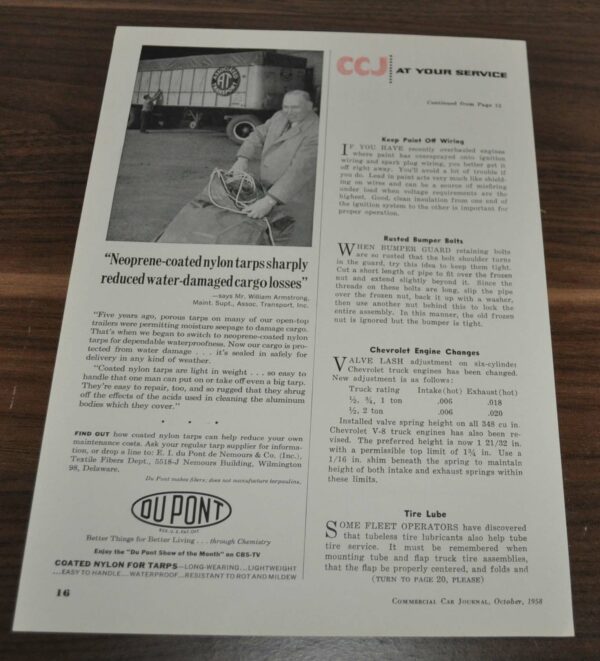 "Neoprene-coated nylon tarps sharply
reduced water-damaged cargo losses"
—says Mr. William Armstrong,
Maint. Supt., Assoc. Transport, Inc.
"Five years ago, porous tarps on many of our open-top
trailers were permitting moisture seepage to damage cargo.
That's when we began to switch to neoprene-coated nylon
tarps for dependable waterproofness. Now our cargo is pro-
tected from water damage . . . it's sealed in safely for
delivery in any kind of weather.
"Coated nylon tarps are light in weight . . . so easy to
handle that one man can put on or take off even a big tarp.
They're easy to repair, too, and so rugged that they shrug
off the effects of the acids used in cleaning the aluminum
bodies which they cover."
FIND OUT how coated nylon tarps can help reduce your own
maintenance costs. Ask your regular tarp supplier for informa-
tion, or drop a line to: E. I. du Pont de Nemours & Co. (Inc.),
Textile Fibers Dept., 5518-J Nemours Building, Wilmington
98, Delaware.
Du Pont makes fibers; does not manufacture tarpaulins.
DU PONT
REG. U. S. PAT. OFF.
Better Things for Better Living . . . through Chemistry
Enjoy the "Du Pont Show of the Month" on CBS-TV
COATED NYLON FOR TARPS—LONG-WEARING...LIGHTWEIGHT
...EASY TO HANDLE...WATERPROOF...RESISTANT TO ROT AND MILDEW
16
CCJ AT YOUR SERVICE
Continued from Page 12
Keep Paint Off Wiring
IF YOU HAVE recently overhauled engines
where paint has oversprayed onto ignition
wiring and spark plug wiring, you better get it
off right away. You'll avoid a lot of trouble if
you do. Lead in paint acts very much like shield-
ing on wires and can be a source of misfiring
under load when voltage requirements are the
highest. Good, clean insulation from one end of
the ignition system to the other is important for
proper operation.
Rusted Bumper Bolts
WHEN BUMPER GUARD retaining bolts
are so rusted that the bolt shoulder turns
in the guard, try this idea to keep them tight.
Cut a short length of pipe to fit over the frozen
nut and extend slightly beyond it. Since the
threads on these bolts are long, slip the pipe
over the frozen nut, back it up with a washer,
then use another nut behind this to lock the
entire assembly. In this manner, the old frozen
nut is ignored but the bumper is tight.
Chevrolet Engine Changes
VALVE LASH adjustment on six-cylinder
Chevrolet truck engines has been changed.
New adjustment is as follows:
Truck rating Intake(hot) Exhaust(hot)
½, ¾, 1 ton .006 .018
½, 2 ton .006 .020
Installed valve spring height on all 348 cu in.
Chevrolet V-8 truck engines has also been re-
vised. The preferred height is now 1 21/32 in.
with a permissible top limit of 1¾ in. Use a
1/16 in. shim beneath the spring to maintain
height of both intake and exhaust springs within
these limits.
Tire Lube
SOME FLEET OPERATORS have discovered
that tubeless tire lubricants also help tube
tire service. It must be remembered when
mounting tube and flap truck tire assemblies,
that the flap be properly centered, and folds and
(TURN TO PAGE 20, PLEASE)
COMMERCIAL CAR JOURNAL, October, 1958